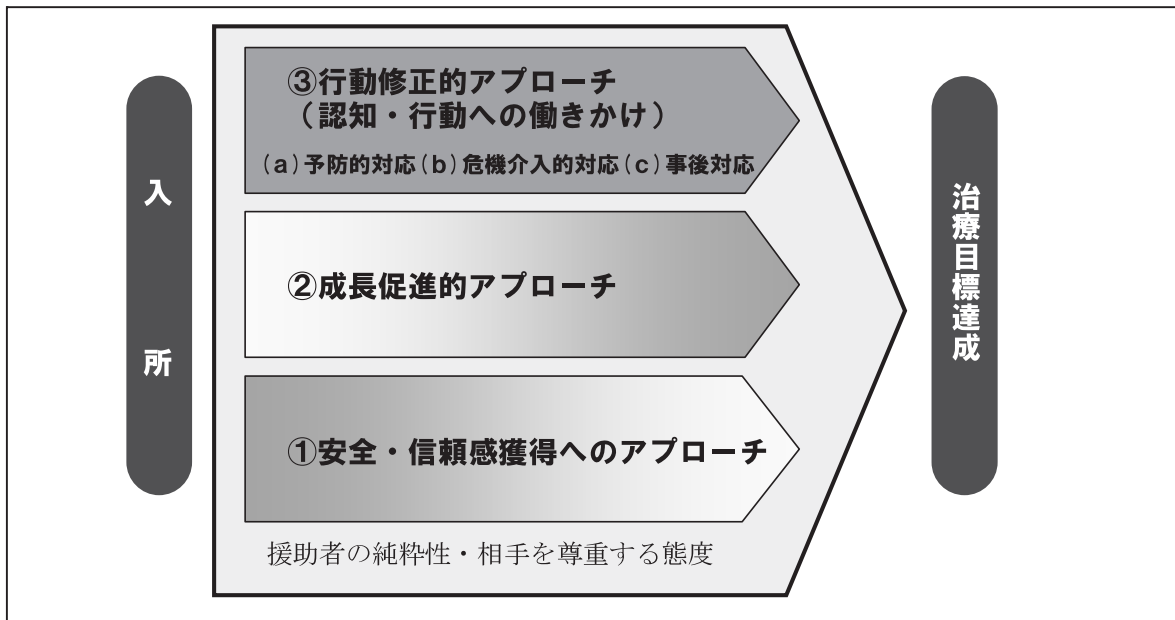 入所
③行動修正的アプローチ
（認知・行動への働きかけ）
(a)予防的対応(b)危機介入的対応(c)事後対応
②成長促進的アプローチ
①安全・信頼感獲得へのアプローチ
援助者の純粋性・相手を尊重する態度
治療目標達成